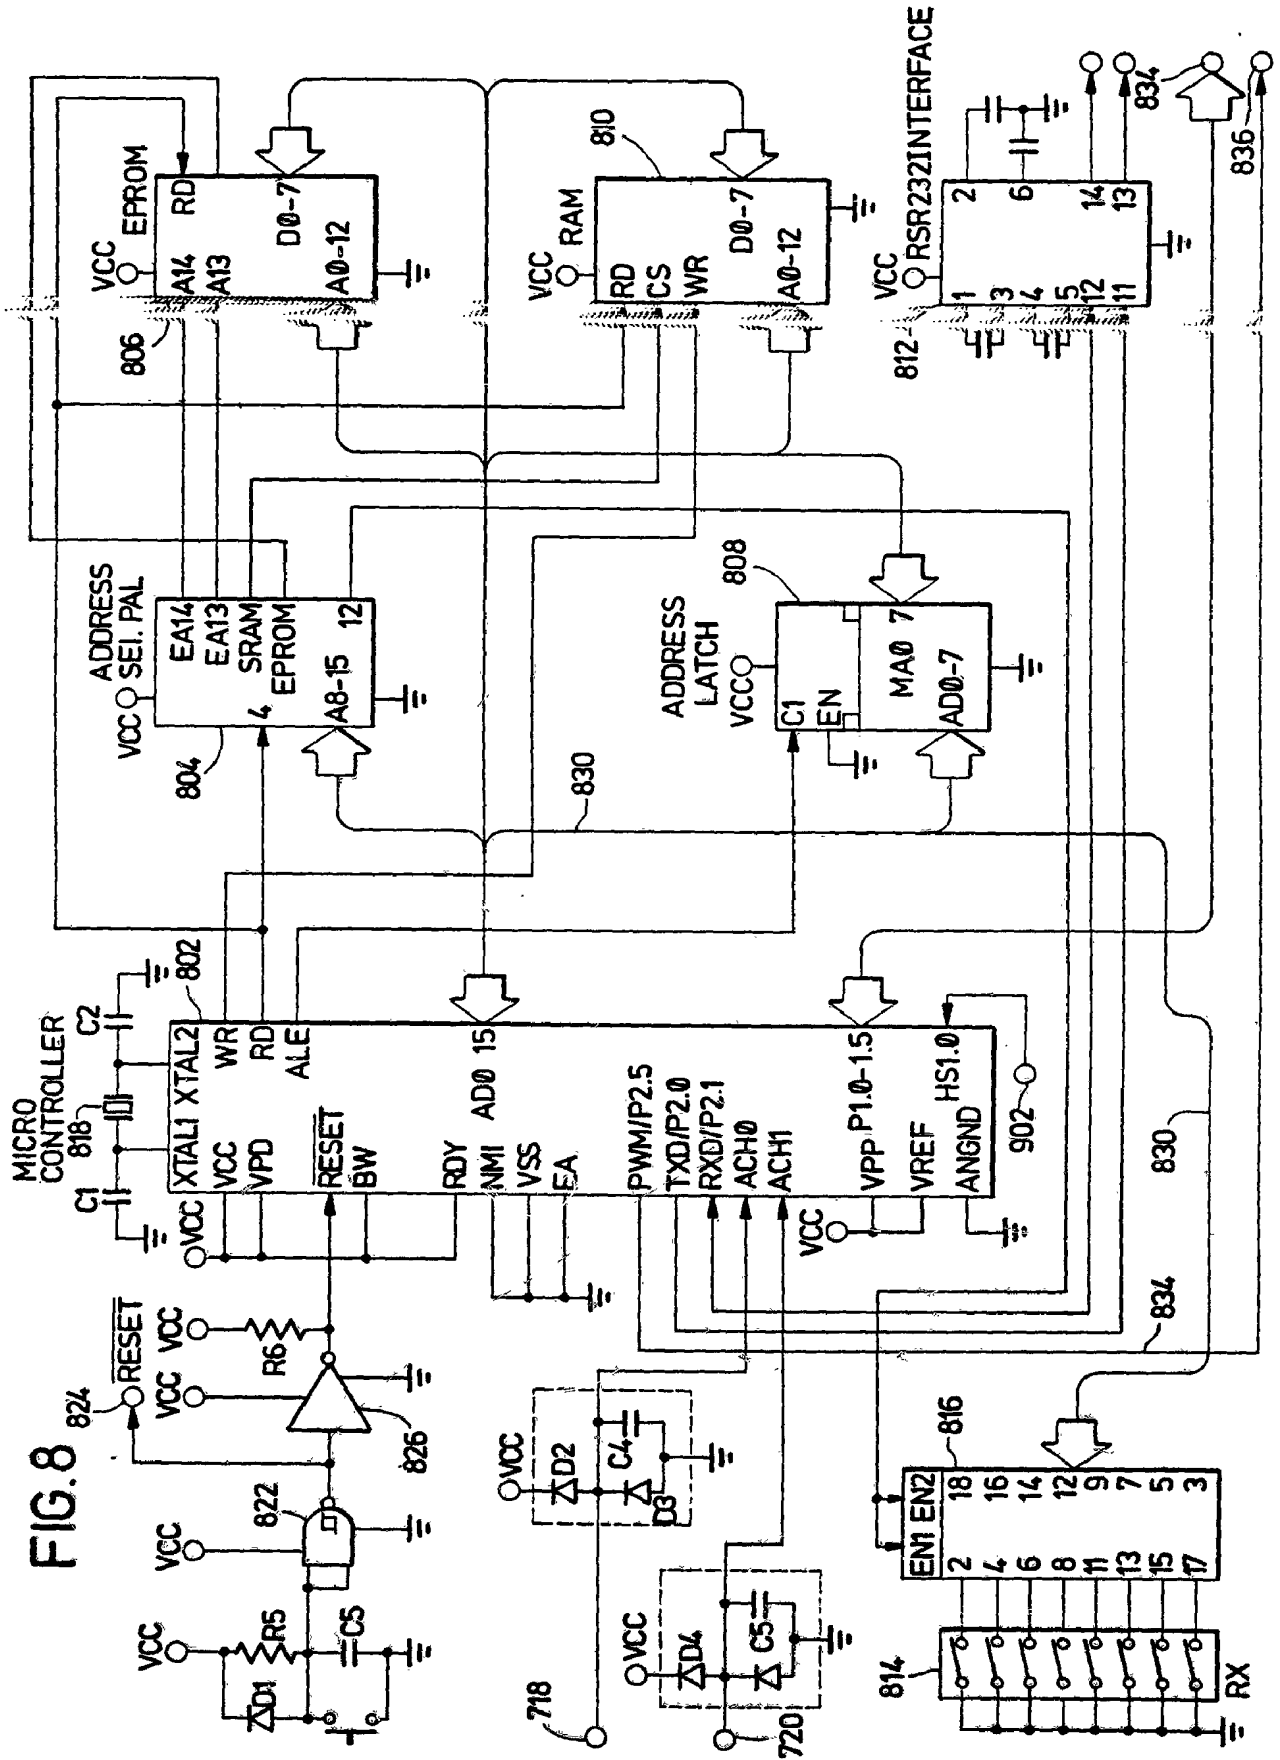 FIG.8
VCC
D1
R5
C5
VCC
822
824
RESET
VCC
826
VCC
R6
MICRO
CONTROLLER
818
C1
C2
802
XTAL1 XTAL2
VCC
VCC
VPD
RESET
BW
RDY
NMI
VSS
EA
WR
RD
ALE
AD0 15
PWM/P2.5
TXD/P2.0
RXD/P2.1
ACH0
ACH1
VPP
P1.0-1.5
VREF
HS1.0
ANGND
VCC
902
718
VCC
D2
C4
D3
720
VCC
D4
C5
ADDRESS
SEl. PAL
VCC
804
4
EA14
EA13
SRAM
EPROM
12
A8-15
830
ADDRESS
LATCH
VCC
808
C1
EN
MA0 7
AD0-7
EPROM
VCC
806
A14
A13
RD
D0-7
A0-12
RAM
VCC
810
RD
CS
WR
D0-7
A0-12
RSR232INTERFACE
VCC
812
1
3
4
5
12
11
2
6
14
13
834
836
830
834
814
RX
816
EN1 EN2
2 18
4 16
6 14
8 12
11 9
13 7
15 5
17 3